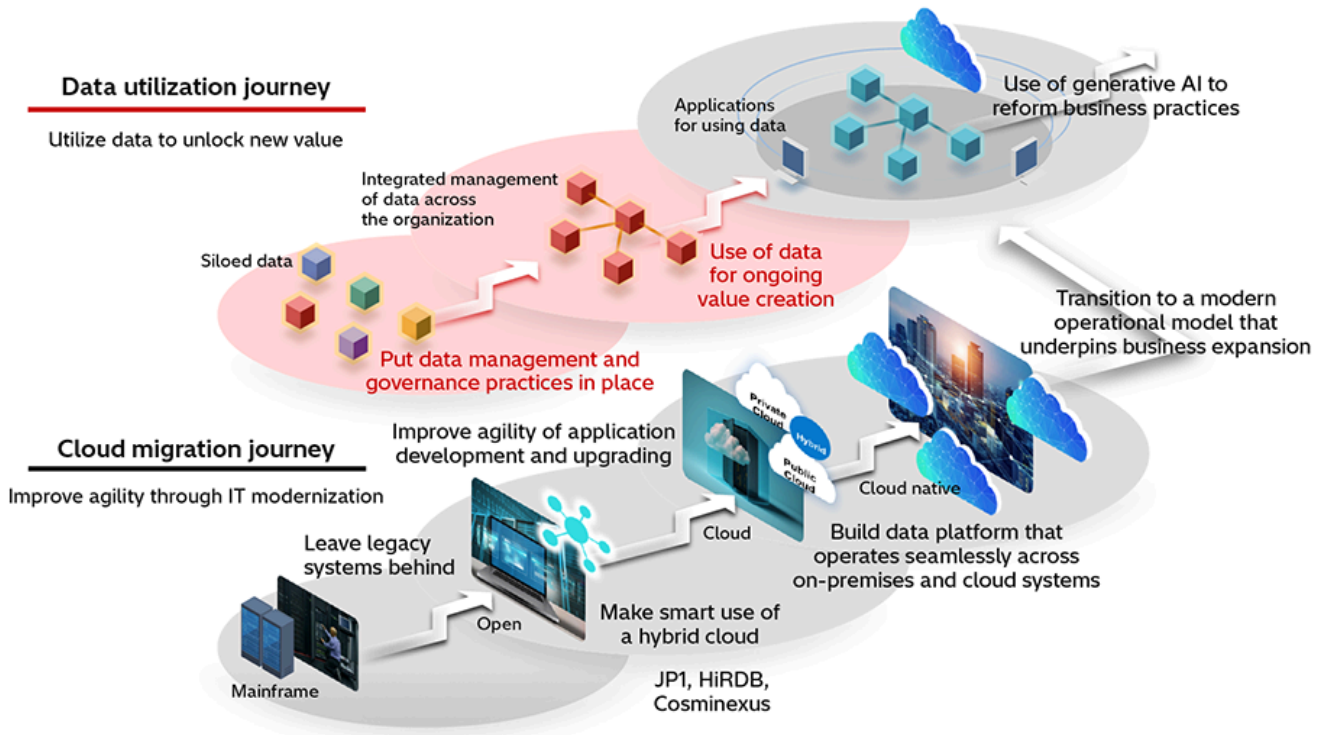 Data utilization journey
Utilize data to unlock new value
Applications
for using data
Use of generative AI to
reform business practices
Integrated management
of data across
the organization
Siloed data
Use of data
for ongoing
value creation
Put data management and
governance practices in place
Transition to a modern
operational model that
underpins business expansion
Cloud migration journey
Improve agility through IT modernization
Improve agility of application
development and upgrading
Private
Cloud
Hybrid
Public
Cloud
Cloud native
Cloud
Build data platform that
operates seamlessly across
on-premises and cloud systems
Leave legacy
systems behind
Open
Make smart use of
a hybrid cloud
Mainframe
JP1, HiRDB,
Cosminexus